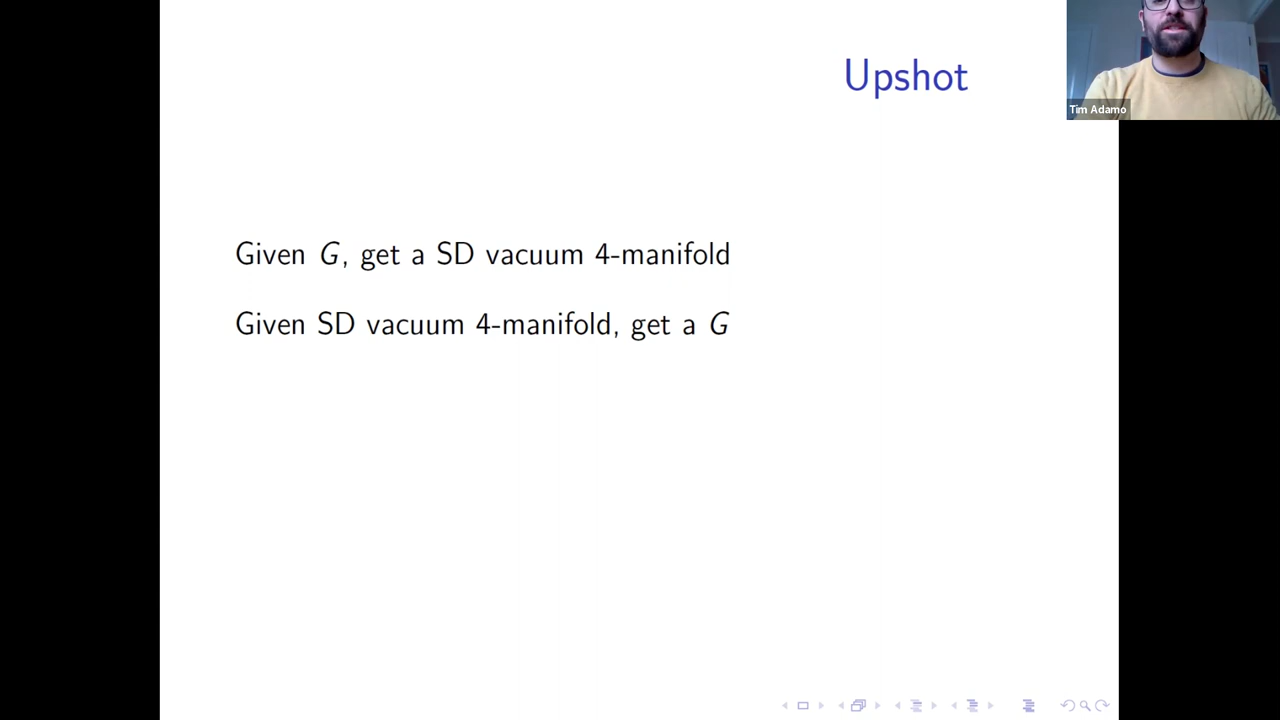 Upshot
Tim Adamo
Given G, get a SD vacuum 4-manifold
Given SD vacuum 4-manifold, get a G